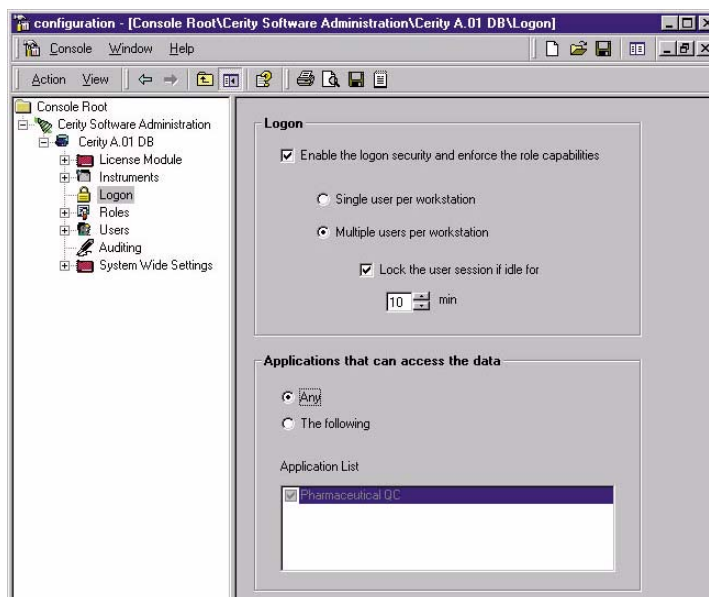 configuration - [Console Root\Cerity Software Administration\Cerity A.01 DB\Logon]
Console Window Help
Action View
Console Root
Cerity Software Administration
Cerity A.01 DB
License Module
Instruments
Logon
Roles
Users
Auditing
System Wide Settings
Logon
Enable the logon security and enforce the role capabilities
Single user per workstation
Multiple users per workstation
Lock the user session if idle for
10 min
Applications that can access the data
Any
The following
Application List
Pharmaceutical QC